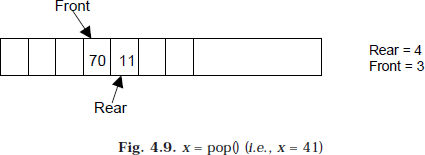 Front
70 11
Rear = 4
Front = 3
Rear
Fig. 4.9. x = pop() (i.e., x = 41)